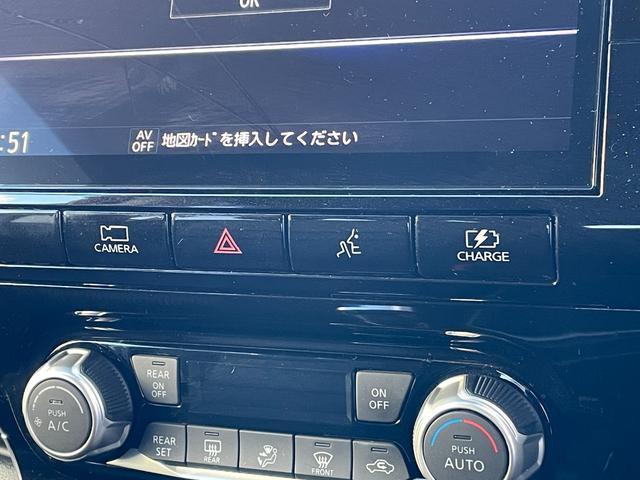 OK
:51
AV OFF 地図カードを挿入してください
CAMERA
CHARGE
REAR
ON
OFF
ON
OFF
PUSH
A/C
PUSH
AUTO
REAR
SET
REAR
FRONT